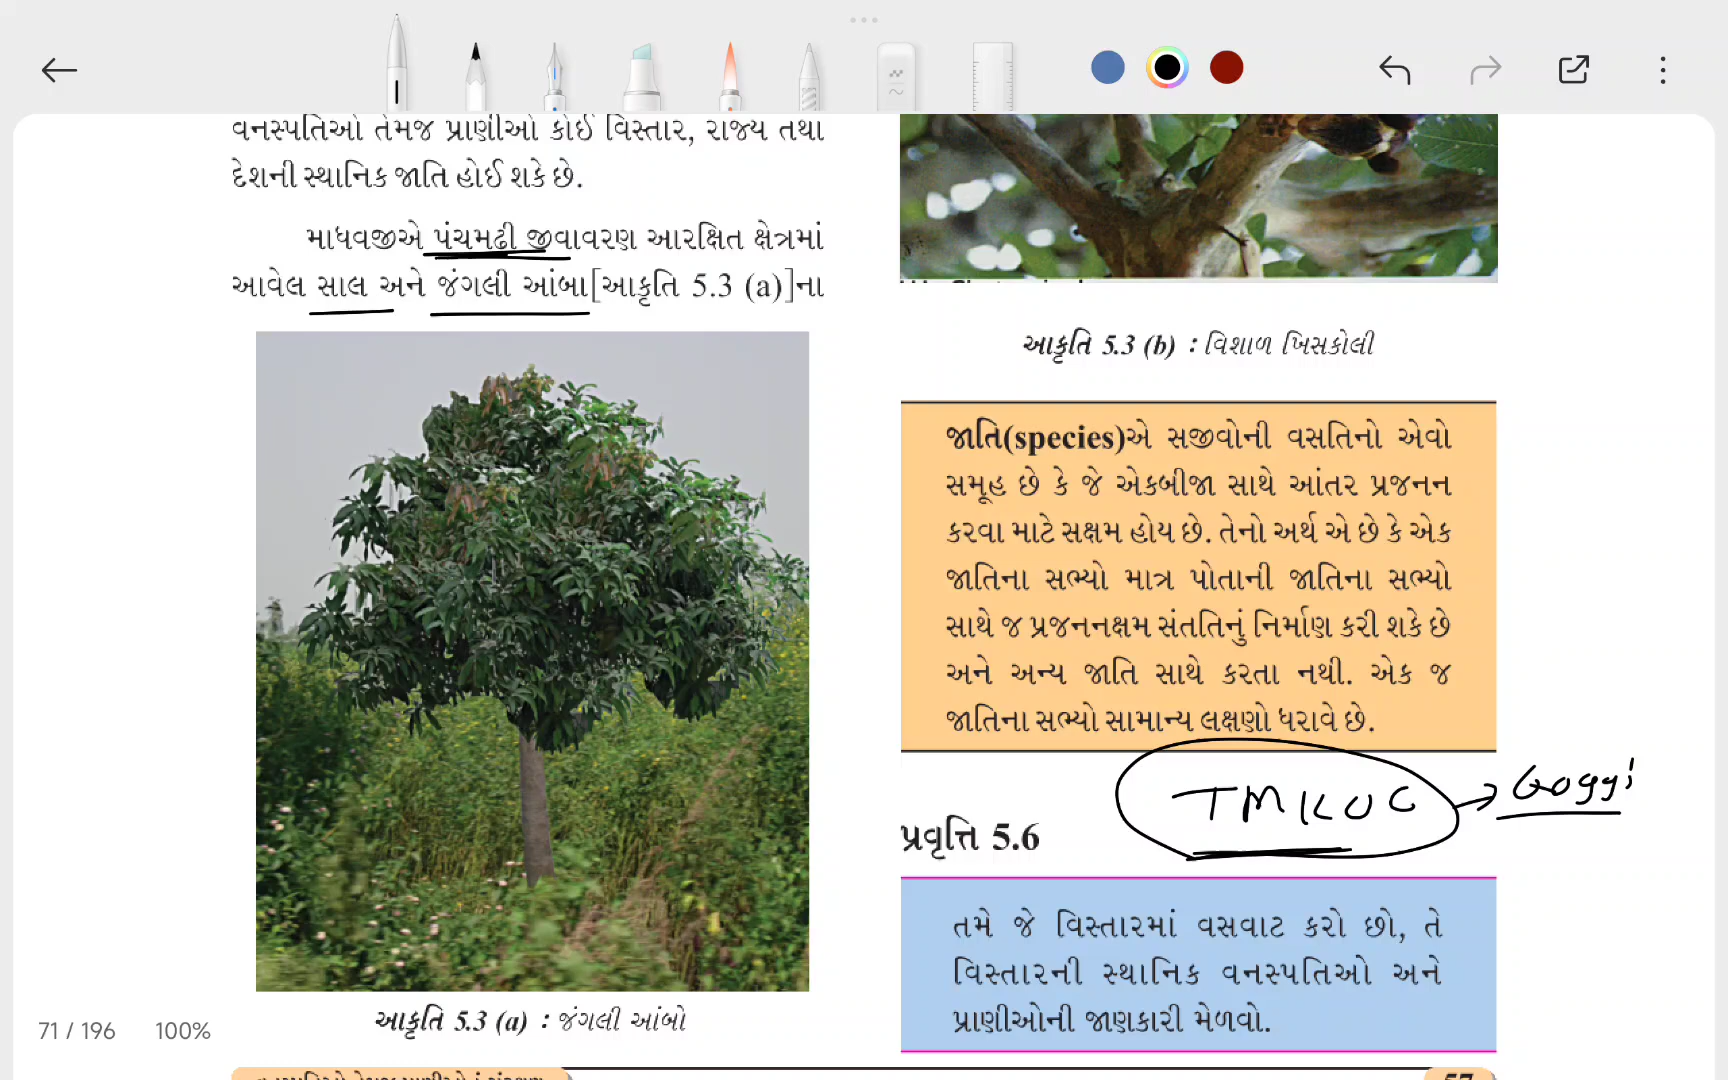 વનસ્પતિઓ તેમજ પ્રાણીઓ કોઈ વિસ્તાર, રાજ્ય તથા
દેશની સ્થાનિક જાતિ હોઈ શકે છે.
માધવજીએ પંચમઢી જીવાવરણ આરક્ષિત ક્ષેત્રમાં
આવેલ સાલ અને જંગલી આંબા[આકૃતિ 5.3 (a)]ના
આકૃતિ 5.3 (a) : જંગલી આંબો
આકૃતિ 5.3 (b) : વિશાળ ખિસકોલી
જાતિ(species)એ સજીવોની વસતિનો એવો
સમૂહ છે કે જે એકબીજા સાથે આંતર પ્રજનન
કરવા માટે સક્ષમ હોય છે. તેનો અર્થ એ છે કે એક
જાતિના સભ્યો માત્ર પોતાની જાતિના સભ્યો
સાથે જ પ્રજનનક્ષમ સંતતિનું નિર્માણ કરી શકે છે
અને અન્ય જાતિ સાથે કરતા નથી. એક જ
જાતિના સભ્યો સામાન્ય લક્ષણો ધરાવે છે.
TMKUC
પ્રવૃત્તિ 5.6
તમે જે વિસ્તારમાં વસવાટ કરો છો, તે
વિસ્તારની સ્થાનિક વનસ્પતિઓ અને
પ્રાણીઓની જાણકારી મેળવો.
71 / 196 100%